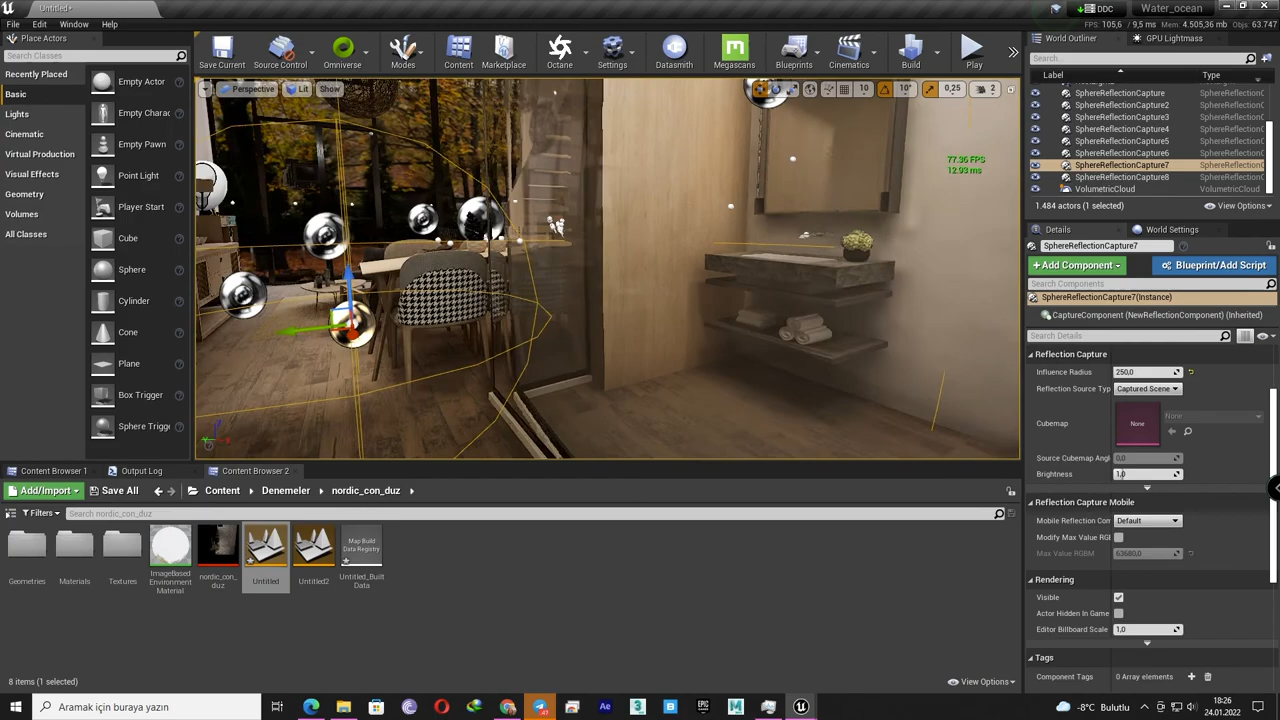 Untitled*
DDC
Water_ocean
File
Edit
Window
Help
FPS: 105,6
/ 9,5 ms
Mem: 4.505,36 mb
Objs: 63.747
Place Actors
Search Classes
Recently Placed
Basic
Lights
Cinematic
Virtual Production
Visual Effects
Geometry
Volumes
All Classes
Empty Actor
Empty Charac
Empty Pawn
Point Light
Player Start
Cube
Sphere
Cylinder
Cone
Plane
Box Trigger
Sphere Trigge
Save Current
Source Control
Omniverse
Modes
Content
Marketplace
Octane
Settings
Datasmith
Megascans
Blueprints
Cinematics
Build
Play
Perspective
Lit
Show
10
10°
0,25
2
77.36 FPS
12.93 ms
World Outliner
GPU Lightmass
Search...
Label
Type
SphereReflectionCapture
SphereReflectionC
SphereReflectionCapture2
SphereReflectionC
SphereReflectionCapture3
SphereReflectionC
SphereReflectionCapture4
SphereReflectionC
SphereReflectionCapture5
SphereReflectionC
SphereReflectionCapture6
SphereReflectionC
SphereReflectionCapture7
SphereReflectionC
SphereReflectionCapture8
SphereReflectionC
VolumetricCloud
VolumetricCloud
1.484 actors (1 selected)
View Options
Details
World Settings
SphereReflectionCapture7
+Add Component
Blueprint/Add Script
Search Components
SphereReflectionCapture7(Instance)
CaptureComponent (NewReflectionComponent) (Inherited)
Search Details
Reflection Capture
Influence Radius
250,0
Reflection Source Typ
Captured Scene
Cubemap
None
None
Source Cubemap Angl
0,0
Brightness
1,0
Reflection Capture Mobile
Mobile Reflection Com
Default
Modify Max Value RGB
Max Value RGBM
63680,0
Rendering
Visible
Actor Hidden In Game
Editor Billboard Scale
1,0
Tags
Component Tags
0 Array elements
Content Browser 1
Output Log
Content Browser 2
Add/Import
Save All
Content
Denemeler
nordic_con_duz
Filters
Search nordic_con_duz
Geometries
Materials
Textures
ImageBased
Environment
Material
nordic_con_
duz
Untitled
Untitled2
Map Build
Data Registry
Untitled_Built
Data
8 items (1 selected)
View Options
Aramak için buraya yazın
Ae
3
M
-8°C Bulutlu
18:26
24.01.2022